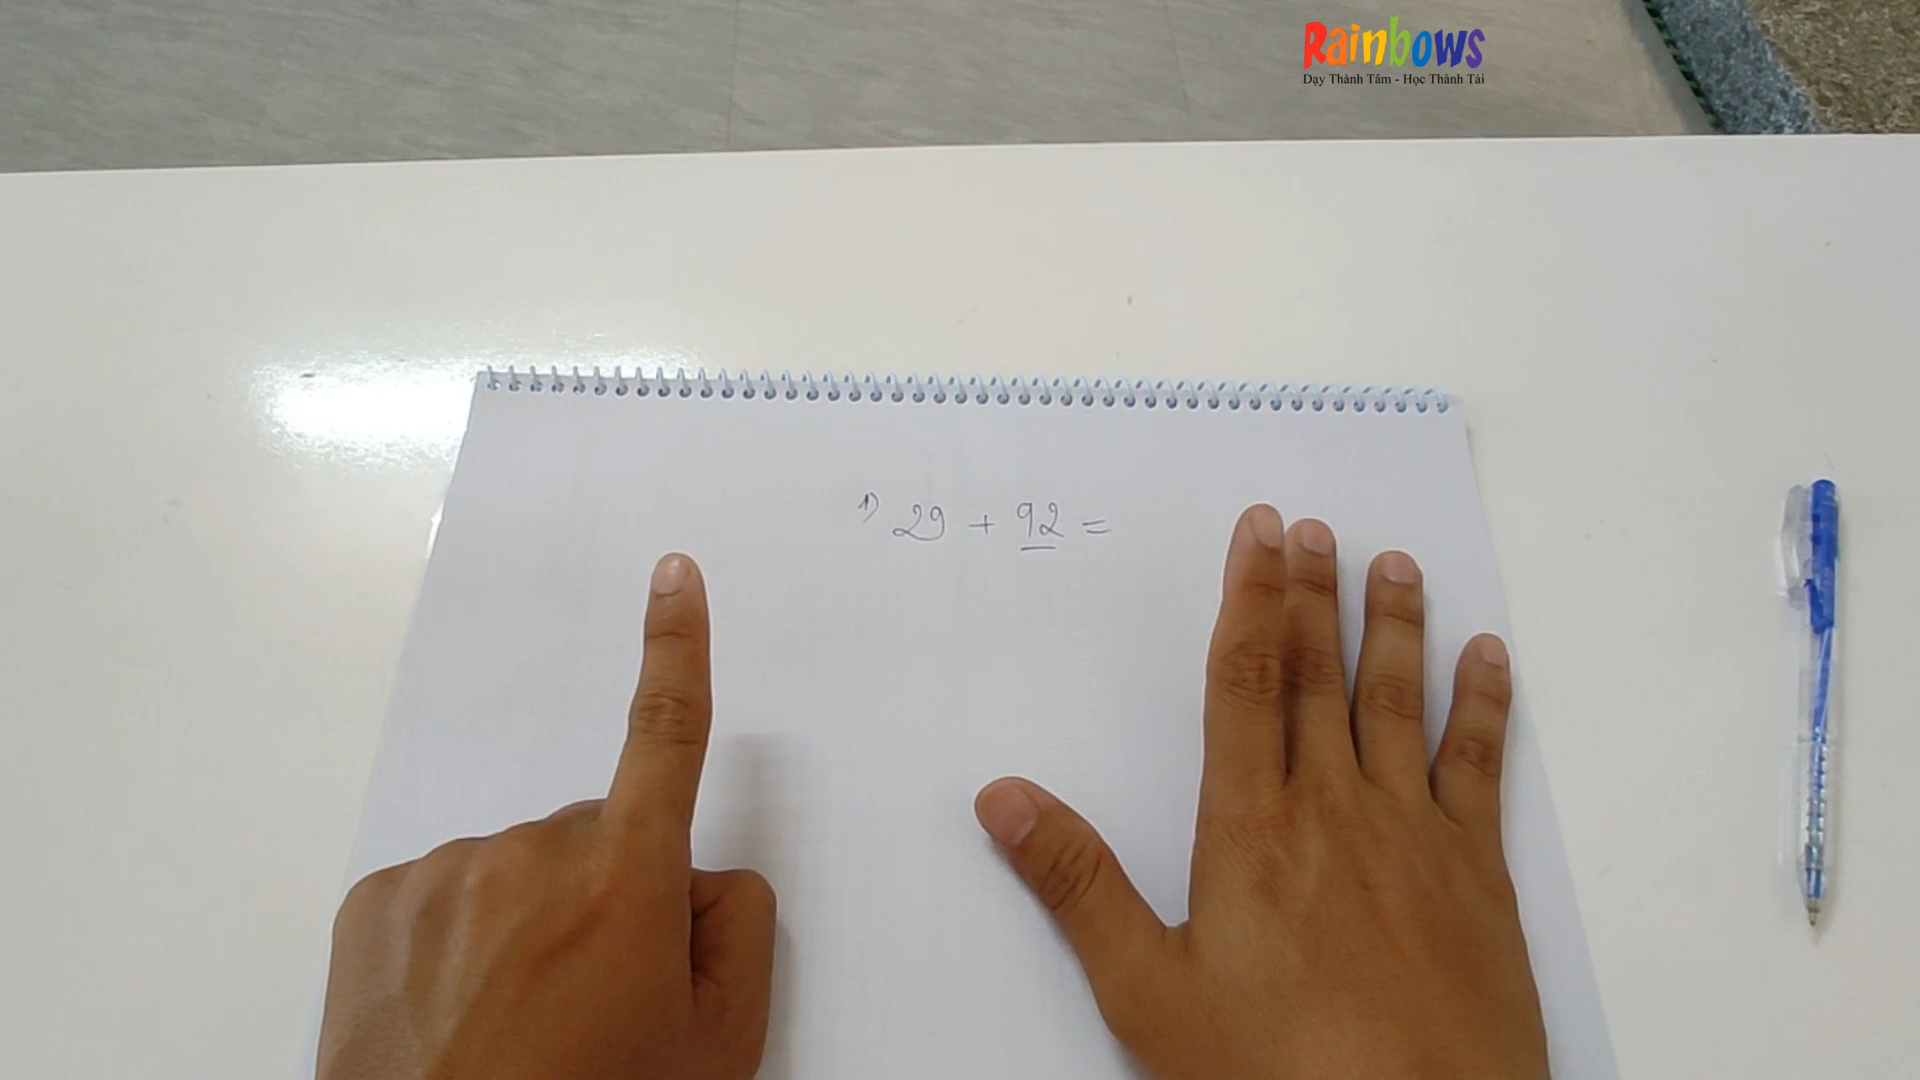 Rainbows
Dạy Thành Tâm - Học Thành Tài
1) 29 + 92 =